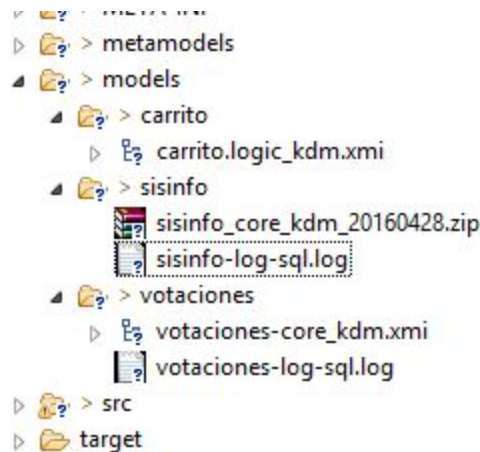 > metamodels
> models
> carrito
carrito.logic_kdm.xmi
> sisinfo
sisinfo_core_kdm_20160428.zip
sisinfo-log-sql.log
> votaciones
votaciones-core_kdm.xmi
votaciones-log-sql.log
> src
target